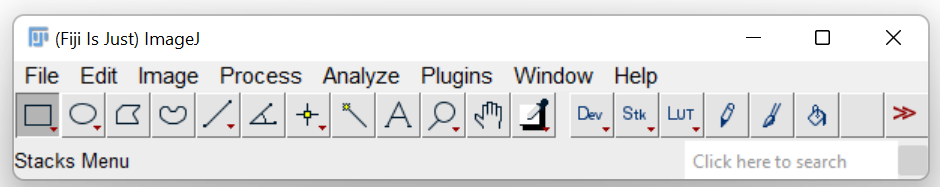 (Fiji Is Just) ImageJ
File Edit Image Process Analyze Plugins Window Help
A Dev Stk LUT >>
Stacks Menu Click here to search